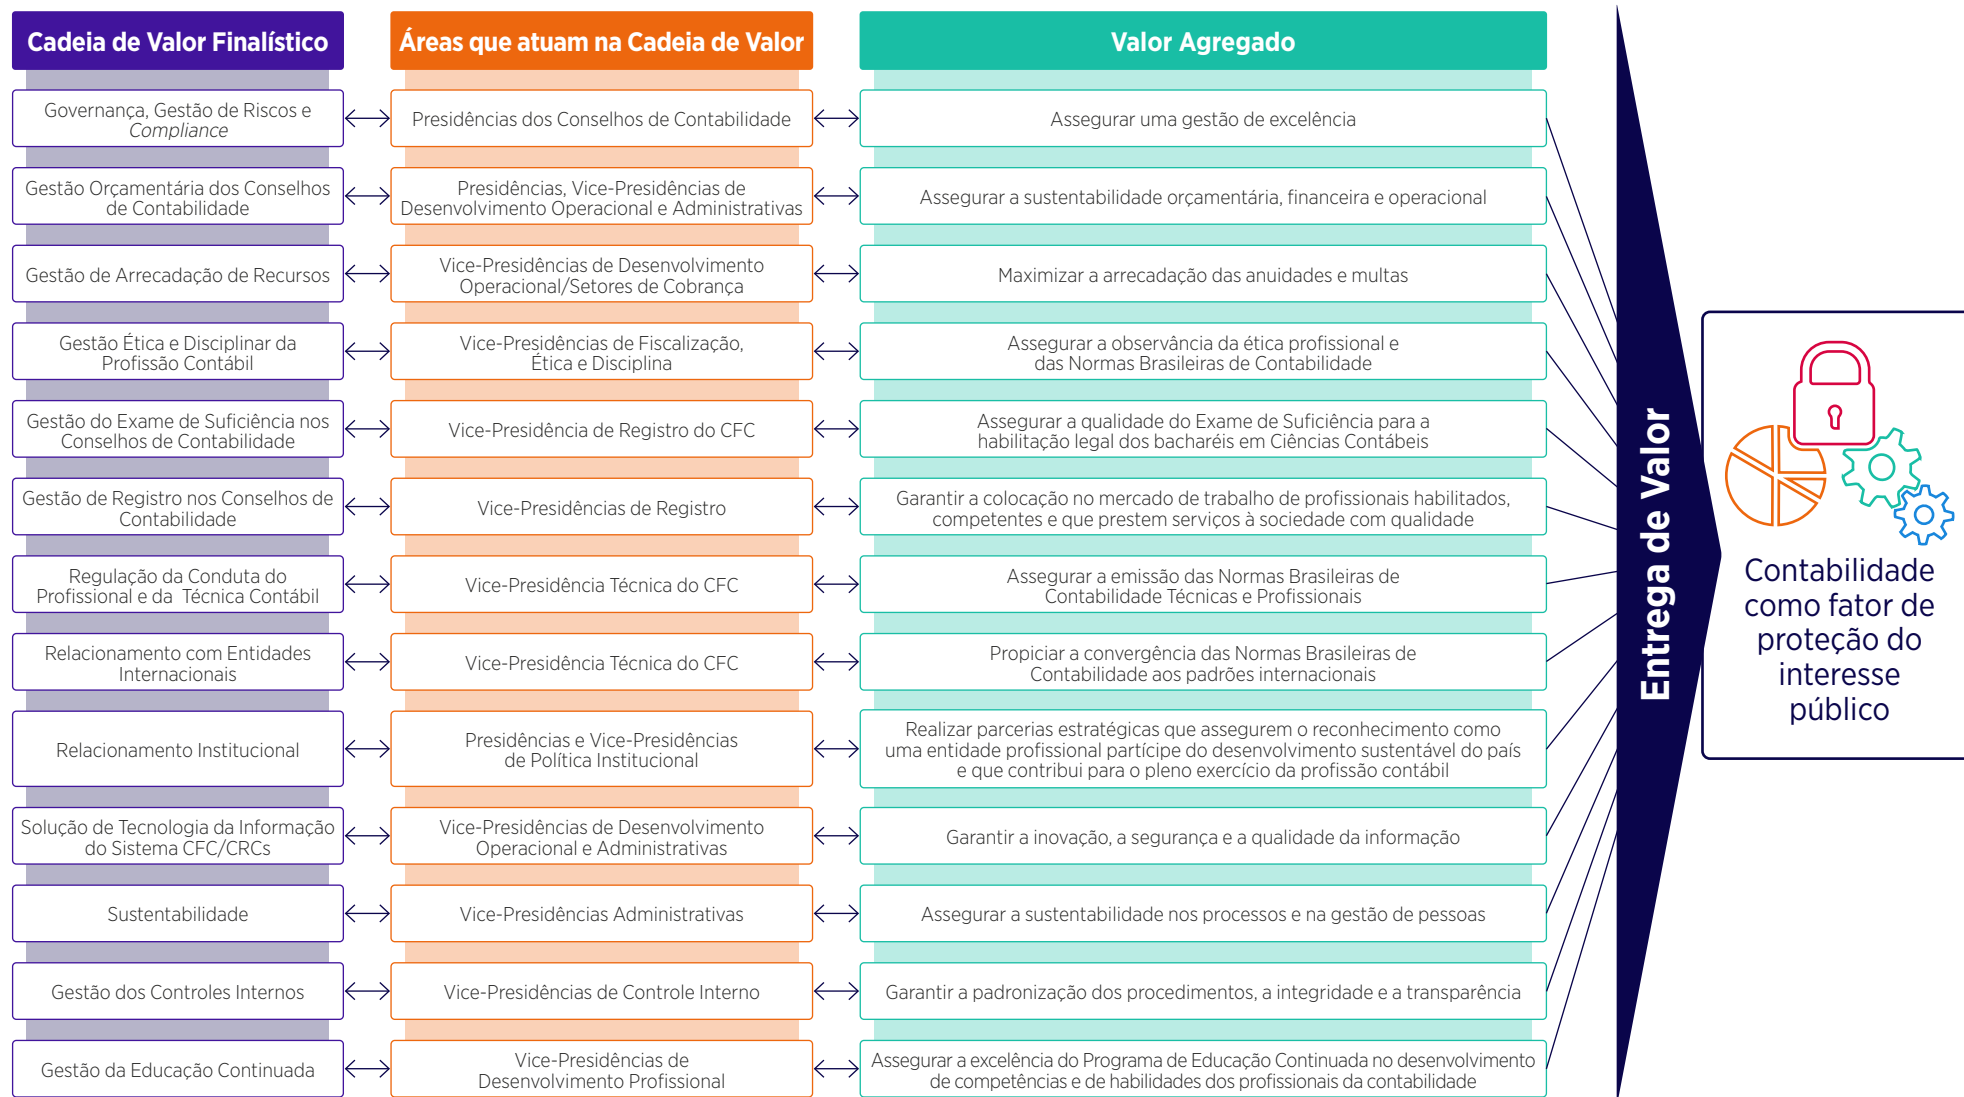 Cadeia de Valor Finalístico
Áreas que atuam na Cadeia de Valor
Valor Agregado
Governança, Gestão de Riscos e
Compliance
Presidências dos Conselhos de Contabilidade
Assegurar uma gestão de excelência
Gestão Orçamentária dos Conselhos
de Contabilidade
Presidências, Vice-Presidências de
Desenvolvimento Operacional e Administrativas
Assegurar a sustentabilidade orçamentária, financeira e operacional
Gestão de Arrecadação de Recursos
Vice-Presidências de Desenvolvimento
Operacional/Setores de Cobrança
Maximizar a arrecadação das anuidades e multas
Gestão Ética e Disciplinar da
Profissão Contábil
Vice-Presidências de Fiscalização,
Ética e Disciplina
Assegurar a observância da ética profissional e
das Normas Brasileiras de Contabilidade
Gestão do Exame de Suficiência nos
Conselhos de Contabilidade
Vice-Presidência de Registro do CFC
Assegurar a qualidade do Exame de Suficiência para a
habilitação legal dos bacharéis em Ciências Contábeis
Gestão de Registro nos Conselhos de
Contabilidade
Vice-Presidências de Registro
Garantir a colocação no mercado de trabalho de profissionais habilitados,
competentes e que prestem serviços à sociedade com qualidade
Regulação da Conduta do
Profissional e da Técnica Contábil
Vice-Presidência Técnica do CFC
Assegurar a emissão das Normas Brasileiras de
Contabilidade Técnicas e Profissionais
Relacionamento com Entidades
Internacionais
Vice-Presidência Técnica do CFC
Propiciar a convergência das Normas Brasileiras de
Contabilidade aos padrões internacionais
Relacionamento Institucional
Presidências e Vice-Presidências
de Política Institucional
Realizar parcerias estratégicas que assegurem o reconhecimento como
uma entidade profissional partícipe do desenvolvimento sustentável do país
e que contribui para o pleno exercício da profissão contábil
Solução de Tecnologia da Informação
do Sistema CFC/CRCs
Vice-Presidências de Desenvolvimento
Operacional e Administrativas
Garantir a inovação, a segurança e a qualidade da informação
Sustentabilidade
Vice-Presidências Administrativas
Assegurar a sustentabilidade nos processos e na gestão de pessoas
Gestão dos Controles Internos
Vice-Presidências de Controle Interno
Garantir a padronização dos procedimentos, a integridade e a transparência
Gestão da Educação Continuada
Vice-Presidências de
Desenvolvimento Profissional
Assegurar a excelência do Programa de Educação Continuada no desenvolvimento
de competências e de habilidades dos profissionais da contabilidade
Entrega de Valor
Contabilidade
como fator de
proteção do
interesse
público